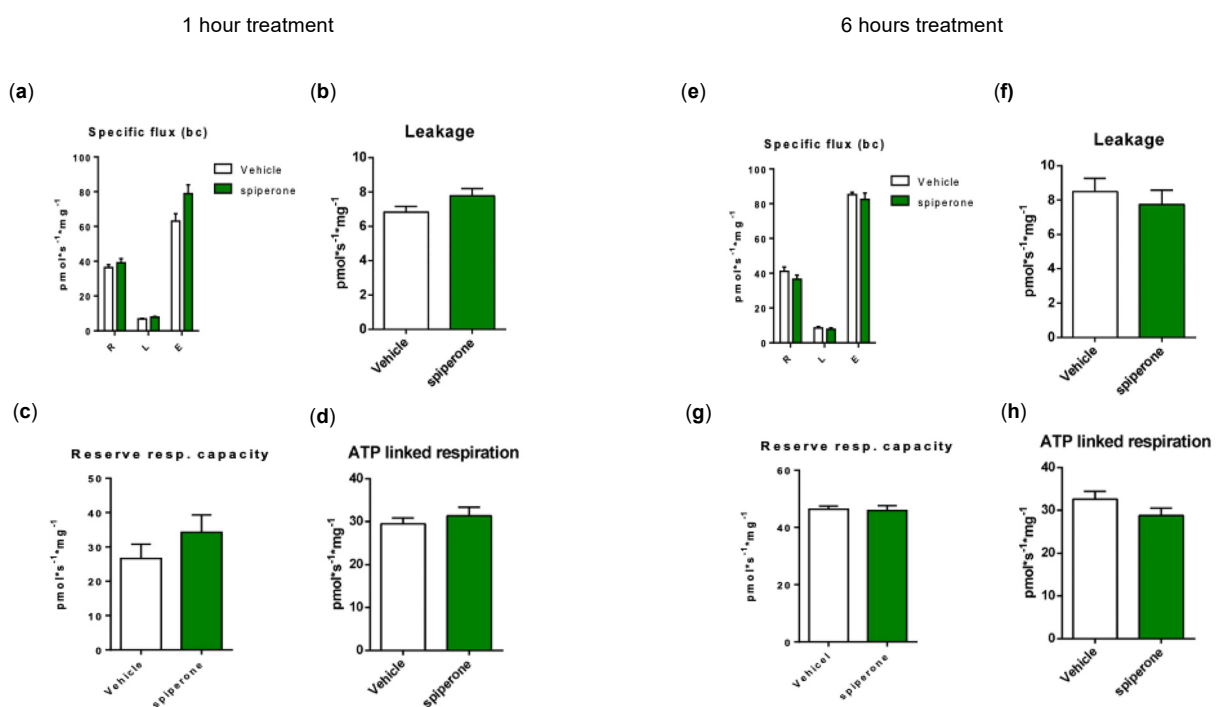 1 hour treatment
6 hours treatment
(a)
Specific flux (bc)
Vehicle
spiperone
100
80
60
40
20
0
pmol*s⁻¹*mg⁻¹
R L E
(b)
Leakage
10
8
6
4
2
0
pmol*s⁻¹*mg⁻¹
Vehicle spiperone
(c)
Reserve resp. capacity
50
40
30
20
10
0
pmol*s⁻¹*mg⁻¹
Vehicle spiperone
(d)
ATP linked respiration
40
30
20
10
0
pmol*s⁻¹*mg⁻¹
Vehicle spiperone
(e)
Specific flux (bc)
Vehicle
spiperone
100
80
60
40
20
0
pmol*s⁻¹*mg⁻¹
R L E
(f)
Leakage
10
8
6
4
2
0
pmol*s⁻¹*mg⁻¹
Vehicle spiperone
(g)
Reserve resp. capacity
60
40
20
0
pmol*s⁻¹*mg⁻¹
Vehicel spiperone
(h)
ATP linked respiration
40
30
20
10
0
pmol*s⁻¹*mg⁻¹
Vehicle spiperone